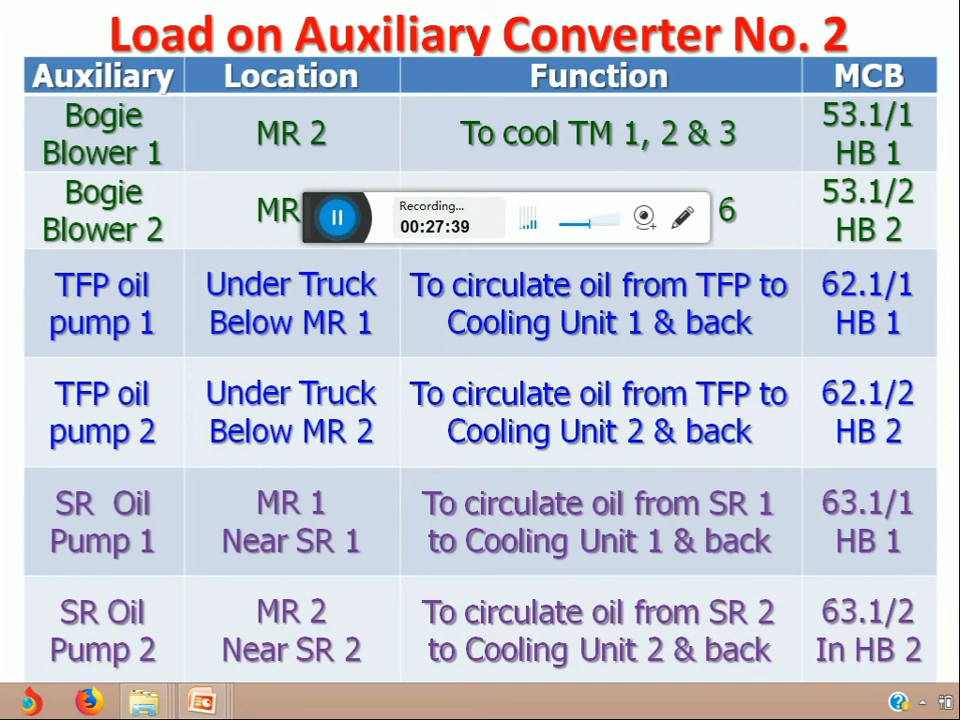 Load on Auxiliary Converter No. 2
Auxiliary Location Function MCB
Bogie Blower 1 MR 2 To cool TM 1, 2 & 3 53.1/1 HB 1
Bogie Blower 2 MR 6 53.1/2 HB 2
Recording...
00:27:39
TFP oil pump 1 Under Truck Below MR 1 To circulate oil from TFP to Cooling Unit 1 & back 62.1/1 HB 1
TFP oil pump 2 Under Truck Below MR 2 To circulate oil from TFP to Cooling Unit 2 & back 62.1/2 HB 2
SR Oil Pump 1 MR 1 Near SR 1 To circulate oil from SR 1 to Cooling Unit 1 & back 63.1/1 HB 1
SR Oil Pump 2 MR 2 Near SR 2 To circulate oil from SR 2 to Cooling Unit 2 & back 63.1/2 In HB 2